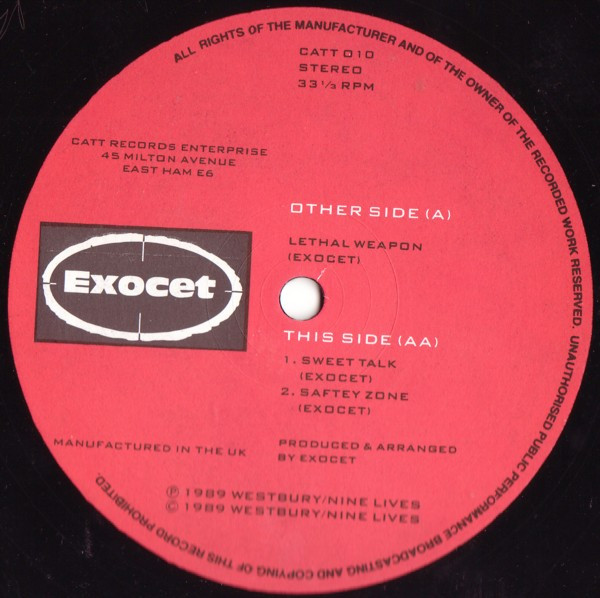 ALL RIGHTS OF THE MANUFACTURER AND OF THE OWNER OF THE RECORDED WORK RESERVED. UNAUTHORISED PUBLIC PERFORMANCE BROADCASTING AND COPYING OF THIS RECORD PROHIBITED.
CATT 010
STEREO
33⅓ RPM
CATT RECORDS ENTERPRISE
45 MILTON AVENUE
EAST HAM E6
OTHER SIDE (A)
LETHAL WEAPON
(EXOCET)
Exocet
THIS SIDE (AA)
1. SWEET TALK
(EXOCET)
2. SAFTEY ZONE
(EXOCET)
MANUFACTURED IN THE UK
PRODUCED & ARRANGED
BY EXOCET
℗ 1989 WESTBURY/NINE LIVES
© 1989 WESTBURY/NINE LIVES